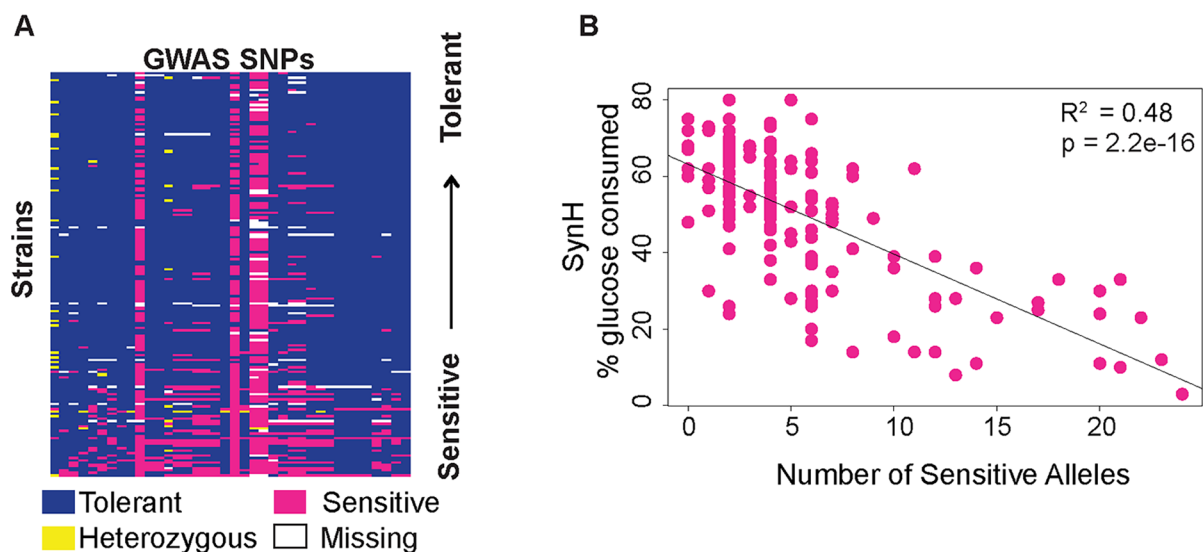 A
GWAS SNPs
Strains
Sensitive
Tolerant
Tolerant
Sensitive
Heterozygous
Missing
B
R² = 0.48
p = 2.2e-16
SynH
% glucose consumed
80
60
40
20
0
0 5 10 15 20
Number of Sensitive Alleles